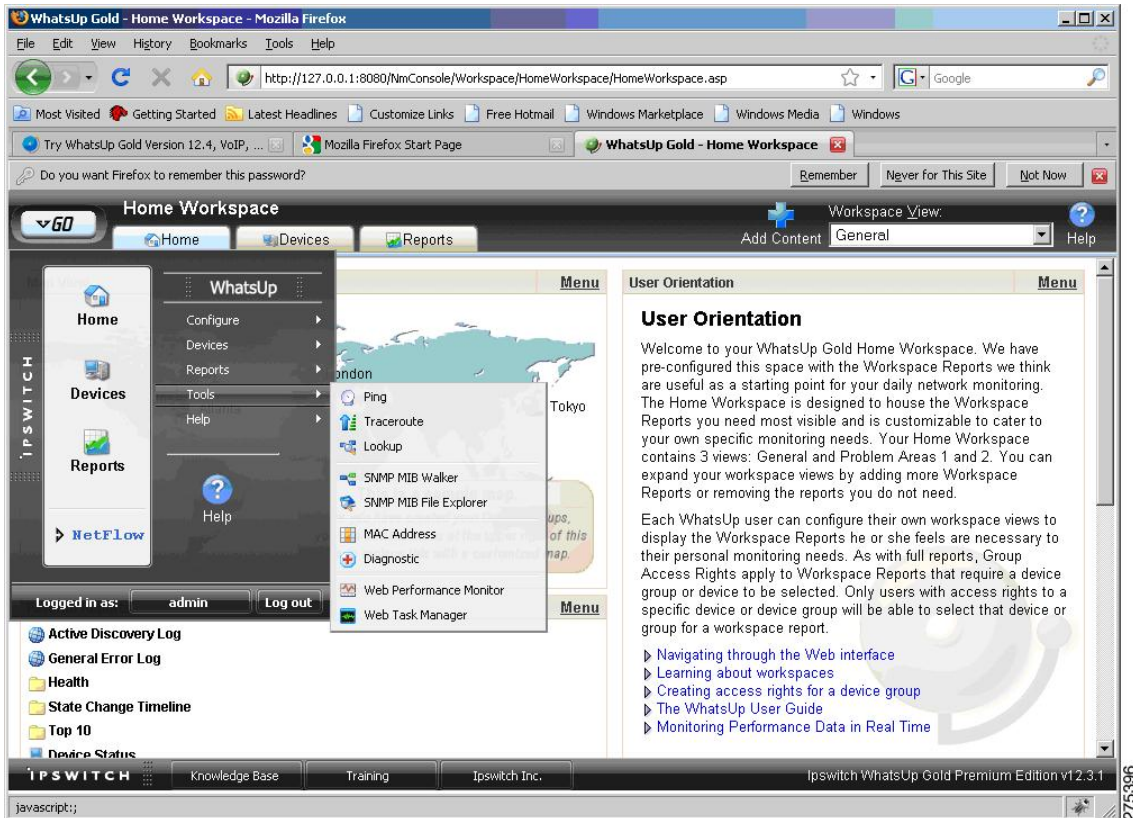 WhatsUp Gold - Home Workspace - Mozilla Firefox
File Edit View History Bookmarks Tools Help
http://127.0.0.1:8080/NmConsole/Workspace/HomeWorkspace/HomeWorkspace.asp
Google
Most Visited Getting Started Latest Headlines Customize Links Free Hotmail Windows Marketplace Windows Media Windows
Try WhatsUp Gold Version 12.4, VoIP, ... Mozilla Firefox Start Page WhatsUp Gold - Home Workspace
Do you want Firefox to remember this password? Remember Never for This Site Not Now
GO
Home Workspace
Home Devices Reports
Add Content
Workspace View:
General
Help
IPSWITCH
Home
Devices
Reports
NetFlow
WhatsUp
Configure
Devices
Reports
Tools
Help
Help
Logged in as: admin Log out
Ping
Traceroute
Lookup
SNMP MIB Walker
SNMP MIB File Explorer
MAC Address
Diagnostic
Web Performance Monitor
Web Task Manager
Menu
Tokyo
of this
map.
Menu
Active Discovery Log
General Error Log
Health
State Change Timeline
Top 10
Device Status
User Orientation Menu
User Orientation
Welcome to your WhatsUp Gold Home Workspace. We have
pre-configured this space with the Workspace Reports we think
are useful as a starting point for your daily network monitoring.
The Home Workspace is designed to house the Workspace
Reports you need most visible and is customizable to cater to
your own specific monitoring needs. Your Home Workspace
contains 3 views: General and Problem Areas 1 and 2. You can
expand your workspace views by adding more Workspace
Reports or removing the reports you do not need.
Each WhatsUp user can configure their own workspace views to
display the Workspace Reports he or she feels are necessary to
their personal monitoring needs. As with full reports, Group
Access Rights apply to Workspace Reports that require a device
group or device to be selected. Only users with access rights to a
specific device or device group will be able to select that device or
group for a workspace report.
Navigating through the Web interface
Learning about workspaces
Creating access rights for a device group
The WhatsUp User Guide
Monitoring Performance Data in Real Time
IPSWITCH Knowledge Base Training Ipswitch Inc. Ipswitch WhatsUp Gold Premium Edition v12.3.1
javascript:;
275396